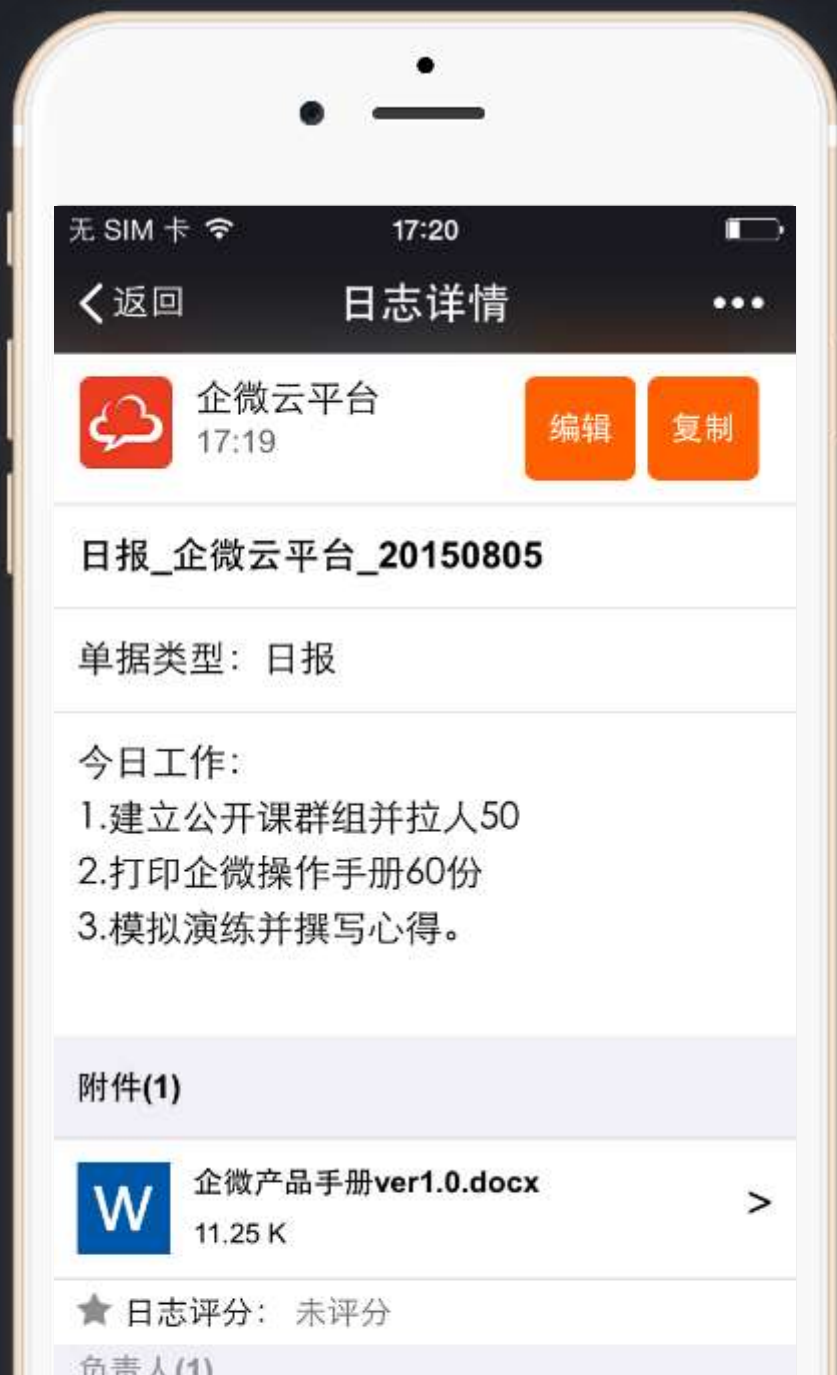 无 SIM 卡 17:20
返回 日志详情 •••
企微云平台
17:19
编辑 复制
日报_企微云平台_20150805
单据类型：日报
今日工作：
1.建立公开课群组并拉人50
2.打印企微操作手册60份
3.模拟演练并撰写心得。
附件(1)
W
企微产品手册ver1.0.docx
11.25 K
>
日志评分： 未评分
负责人(1)